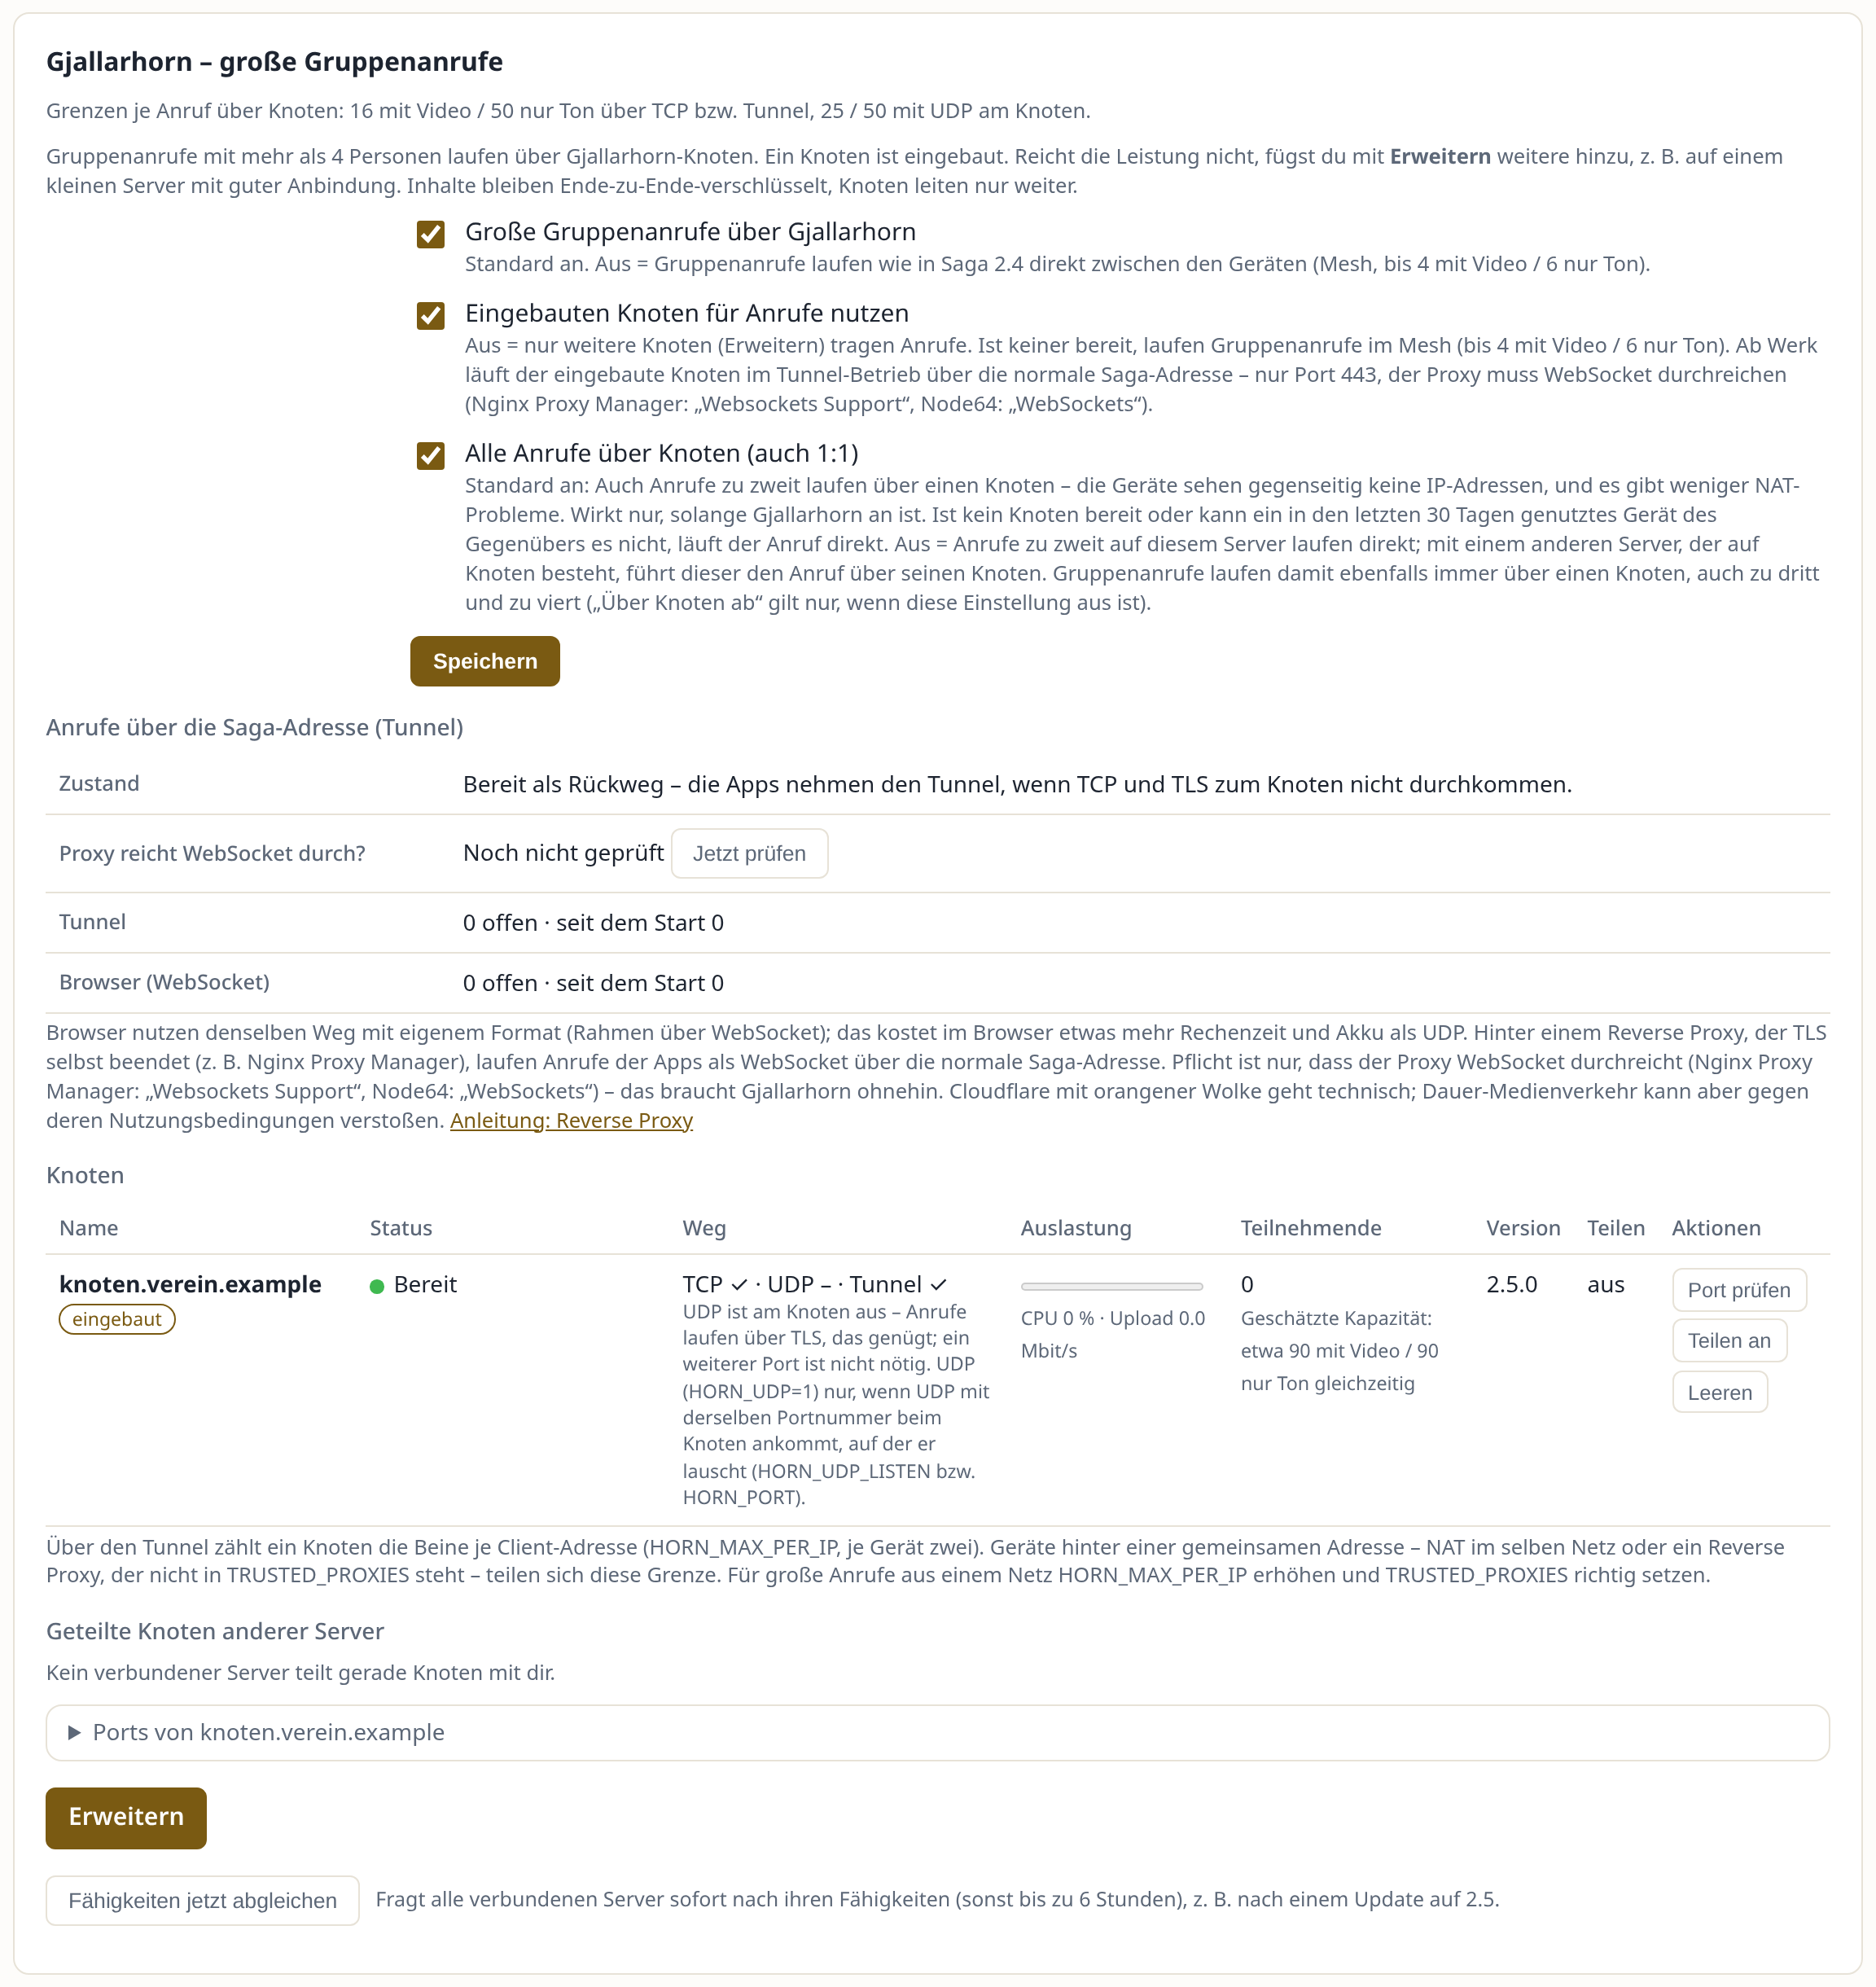 Gjallarhorn – große Gruppenanrufe
Grenzen je Anruf über Knoten: 16 mit Video / 50 nur Ton über TCP bzw. Tunnel, 25 / 50 mit UDP am Knoten.
Gruppenanrufe mit mehr als 4 Personen laufen über Gjallarhorn-Knoten. Ein Knoten ist eingebaut. Reicht die Leistung nicht, fügst du mit Erweitern weitere hinzu, z. B. auf einem
kleinen Server mit guter Anbindung. Inhalte bleiben Ende-zu-Ende-verschlüsselt, Knoten leiten nur weiter.
Große Gruppenanrufe über Gjallarhorn
Standard an. Aus = Gruppenanrufe laufen wie in Saga 2.4 direkt zwischen den Geräten (Mesh, bis 4 mit Video / 6 nur Ton).
Eingebauten Knoten für Anrufe nutzen
Aus = nur weitere Knoten (Erweitern) tragen Anrufe. Ist keiner bereit, laufen Gruppenanrufe im Mesh (bis 4 mit Video / 6 nur Ton). Ab Werk
läuft der eingebaute Knoten im Tunnel-Betrieb über die normale Saga-Adresse – nur Port 443, der Proxy muss WebSocket durchreichen
(Nginx Proxy Manager: „Websockets Support“, Node64: „WebSockets“).
Alle Anrufe über Knoten (auch 1:1)
Standard an: Auch Anrufe zu zweit laufen über einen Knoten – die Geräte sehen gegenseitig keine IP-Adressen, und es gibt weniger NAT-
Probleme. Wirkt nur, solange Gjallarhorn an ist. Ist kein Knoten bereit oder kann ein in den letzten 30 Tagen genutztes Gerät des
Gegenübers es nicht, läuft der Anruf direkt. Aus = Anrufe zu zweit auf diesem Server laufen direkt; mit einem anderen Server, der auf
Knoten besteht, führt dieser den Anruf über seinen Knoten. Gruppenanrufe laufen damit ebenfalls immer über einen Knoten, auch zu dritt
und zu viert („Über Knoten ab“ gilt nur, wenn diese Einstellung aus ist).
Speichern
Anrufe über die Saga-Adresse (Tunnel)
Zustand Bereit als Rückweg – die Apps nehmen den Tunnel, wenn TCP und TLS zum Knoten nicht durchkommen.
Proxy reicht WebSocket durch? Noch nicht geprüft Jetzt prüfen
Tunnel 0 offen · seit dem Start 0
Browser (WebSocket) 0 offen · seit dem Start 0
Browser nutzen denselben Weg mit eigenem Format (Rahmen über WebSocket); das kostet im Browser etwas mehr Rechenzeit und Akku als UDP. Hinter einem Reverse Proxy, der TLS
selbst beendet (z. B. Nginx Proxy Manager), laufen Anrufe der Apps als WebSocket über die normale Saga-Adresse. Pflicht ist nur, dass der Proxy WebSocket durchreicht (Nginx Proxy
Manager: „Websockets Support“, Node64: „WebSockets“) – das braucht Gjallarhorn ohnehin. Cloudflare mit orangener Wolke geht technisch; Dauer-Medienverkehr kann aber gegen
deren Nutzungsbedingungen verstoßen. Anleitung: Reverse Proxy
Knoten
Name Status Weg Auslastung Teilnehmende Version Teilen Aktionen
knoten.verein.example
eingebaut
Bereit
TCP ✓ · UDP – · Tunnel ✓
UDP ist am Knoten aus – Anrufe
laufen über TLS, das genügt; ein
weiterer Port ist nicht nötig. UDP
(HORN_UDP=1) nur, wenn UDP mit
derselben Portnummer beim
Knoten ankommt, auf der er
lauscht (HORN_UDP_LISTEN bzw.
HORN_PORT).
CPU 0 % · Upload 0.0
Mbit/s
0
Geschätzte Kapazität:
etwa 90 mit Video / 90
nur Ton gleichzeitig
2.5.0
aus
Port prüfen
Teilen an
Leeren
Über den Tunnel zählt ein Knoten die Beine je Client-Adresse (HORN_MAX_PER_IP, je Gerät zwei). Geräte hinter einer gemeinsamen Adresse – NAT im selben Netz oder ein Reverse
Proxy, der nicht in TRUSTED_PROXIES steht – teilen sich diese Grenze. Für große Anrufe aus einem Netz HORN_MAX_PER_IP erhöhen und TRUSTED_PROXIES richtig setzen.
Geteilte Knoten anderer Server
Kein verbundener Server teilt gerade Knoten mit dir.
▶ Ports von knoten.verein.example
Erweitern
Fähigkeiten jetzt abgleichen Fragt alle verbundenen Server sofort nach ihren Fähigkeiten (sonst bis zu 6 Stunden), z. B. nach einem Update auf 2.5.